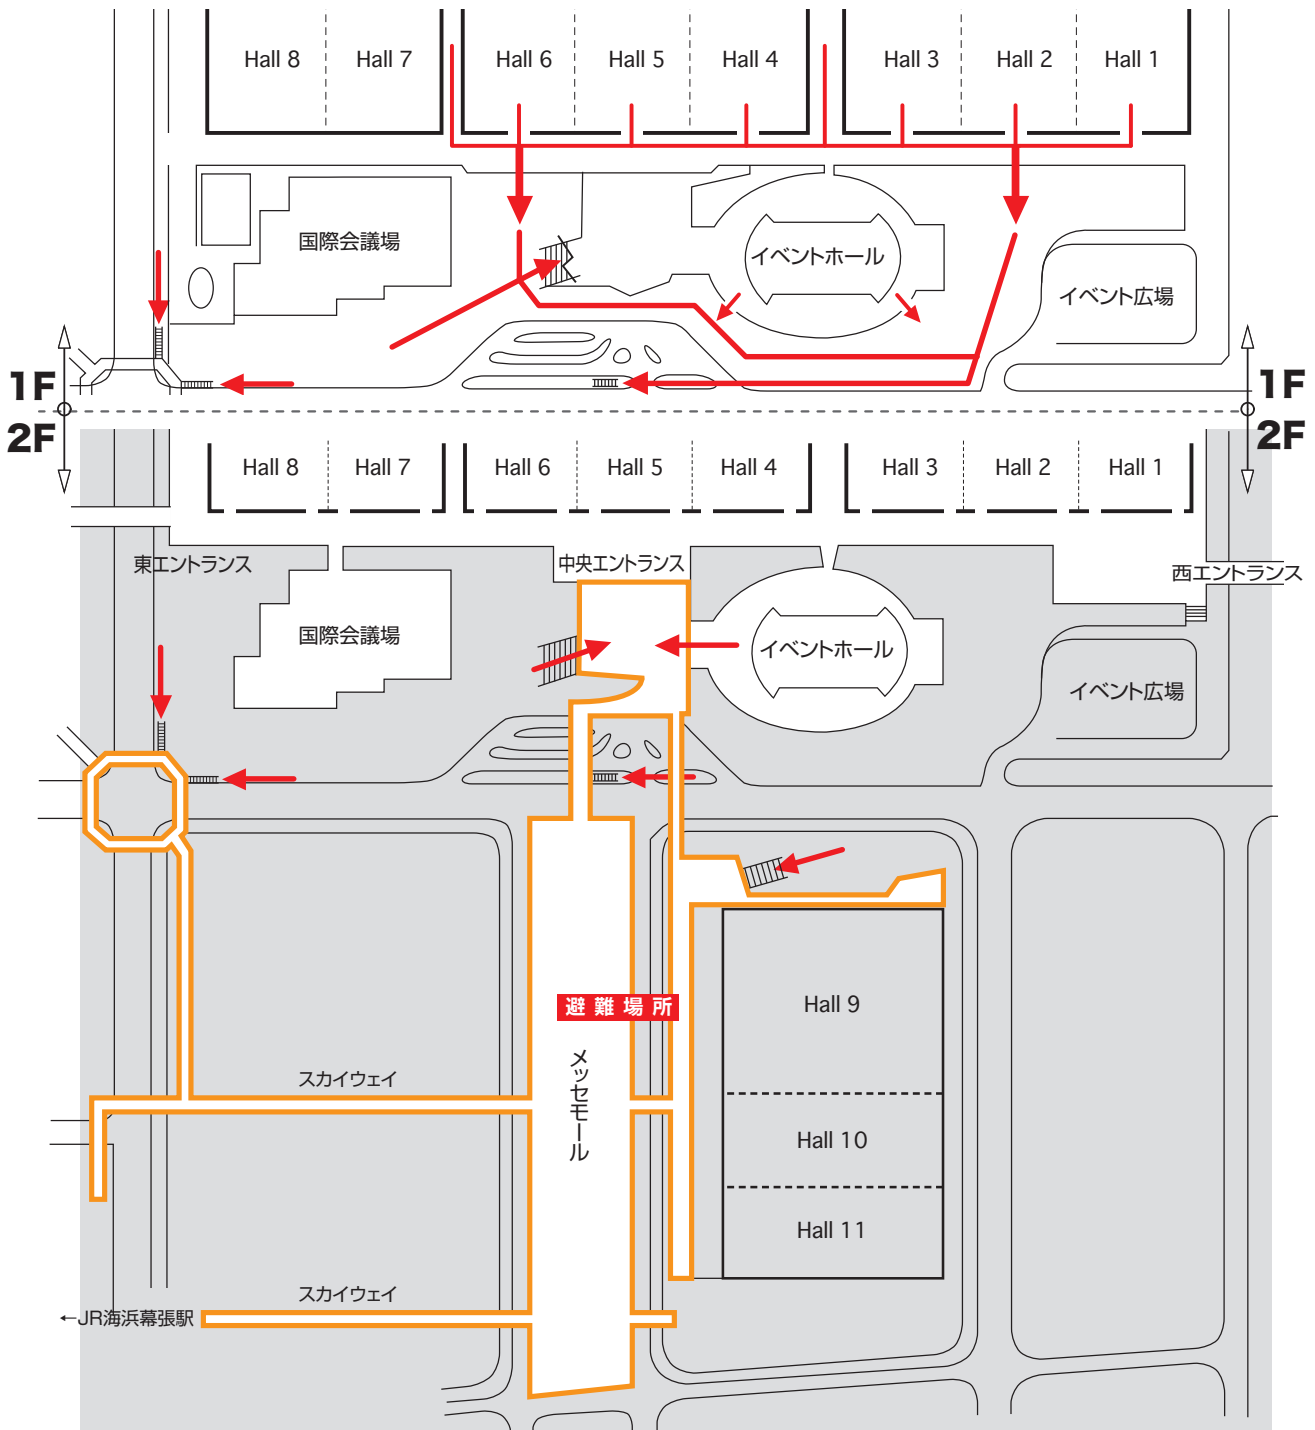 Hall 8
Hall 7
Hall 6
Hall 5
Hall 4
Hall 3
Hall 2
Hall 1
国際会議場
イベントホール
イベント広場
1F
1F
2F
2F
Hall 8
Hall 7
Hall 6
Hall 5
Hall 4
Hall 3
Hall 2
Hall 1
東エントランス
中央エントランス
西エントランス
国際会議場
イベントホール
イベント広場
避難場所
Hall 9
メッセモール
スカイウェイ
Hall 10
Hall 11
スカイウェイ
←JR海浜幕張駅